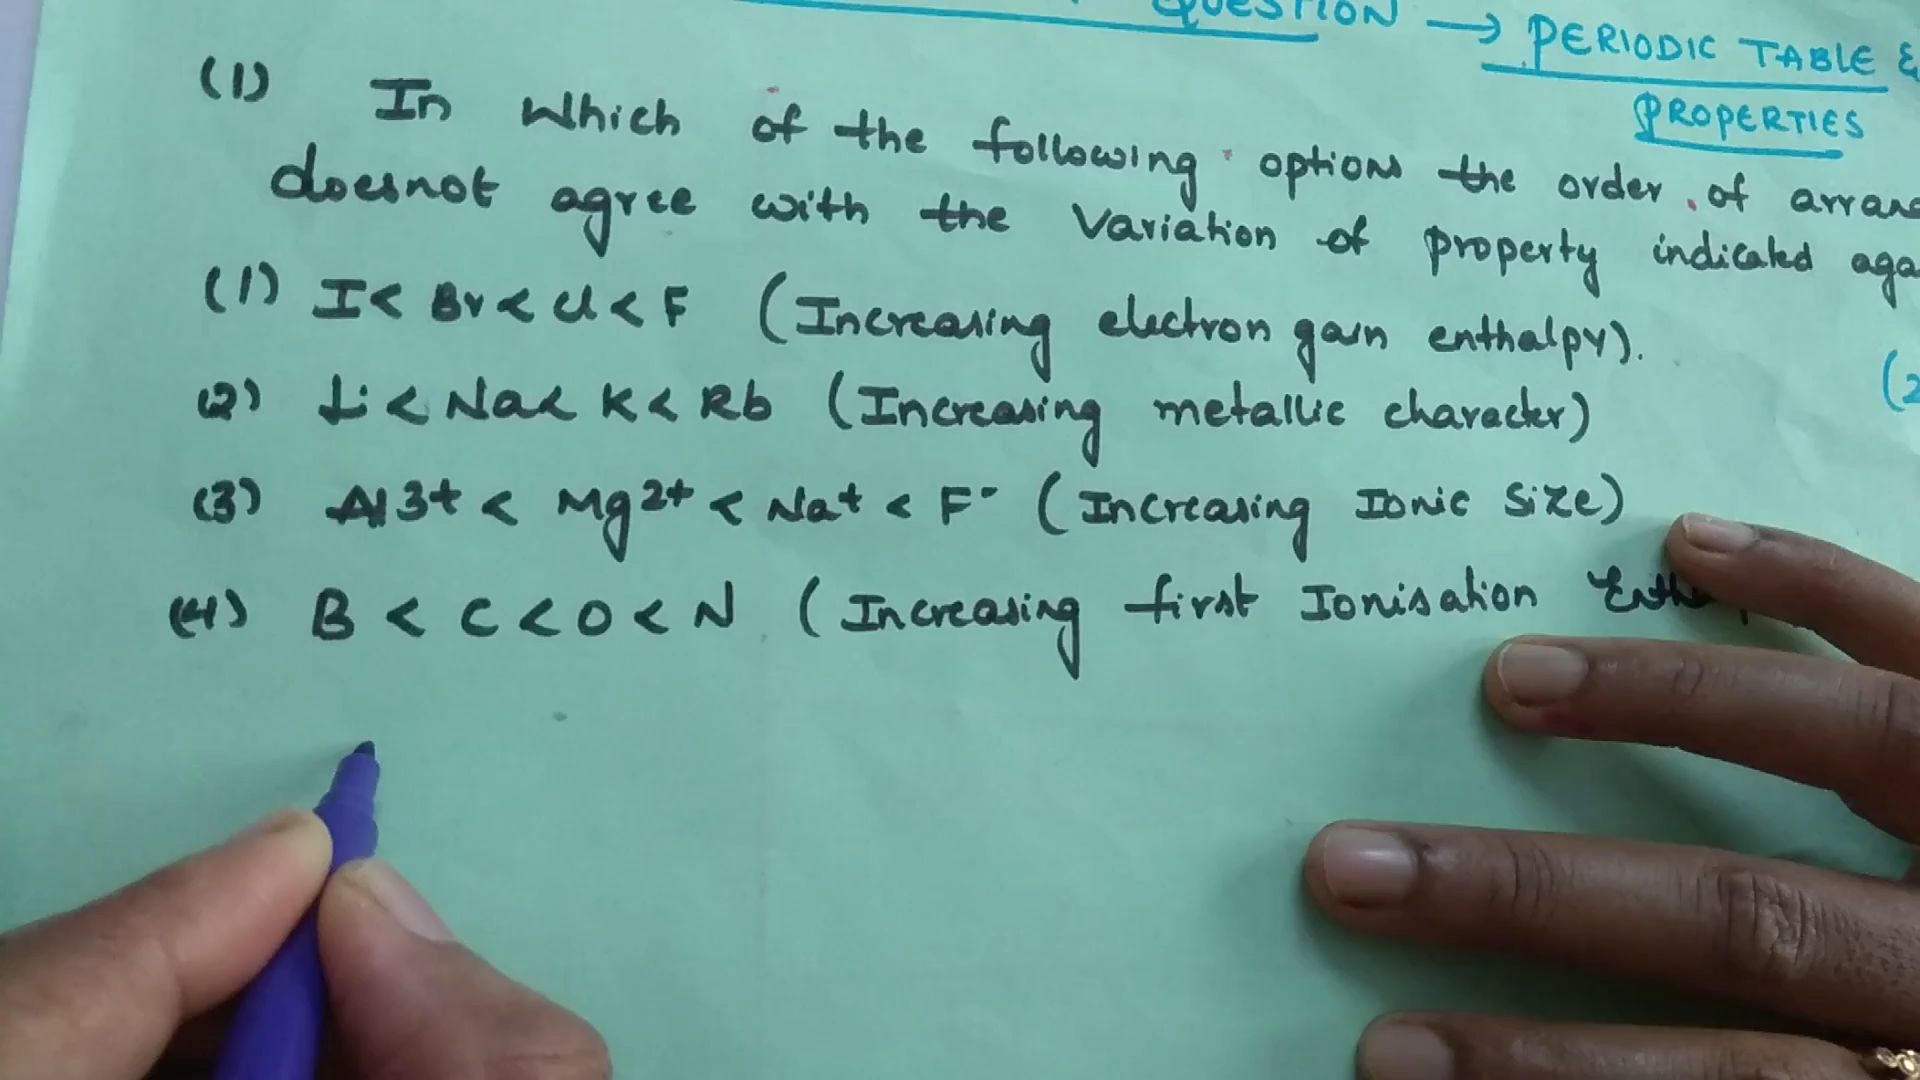 QUESTION → PERIODIC TABLE &
PROPERTIES
(1) In Which of the following options the order of
doesnot agree with the Variation of property indicated
(1) I < Br < Cl < F (Increasing electron gain enthalpy).
(2) Li < Na < K < Rb (Increasing metallic character)
(3) Al3+ < Mg2+ < Na+ < F- (Increasing Ionic Size)
(4) B < C < O < N (Increasing first Ionisation